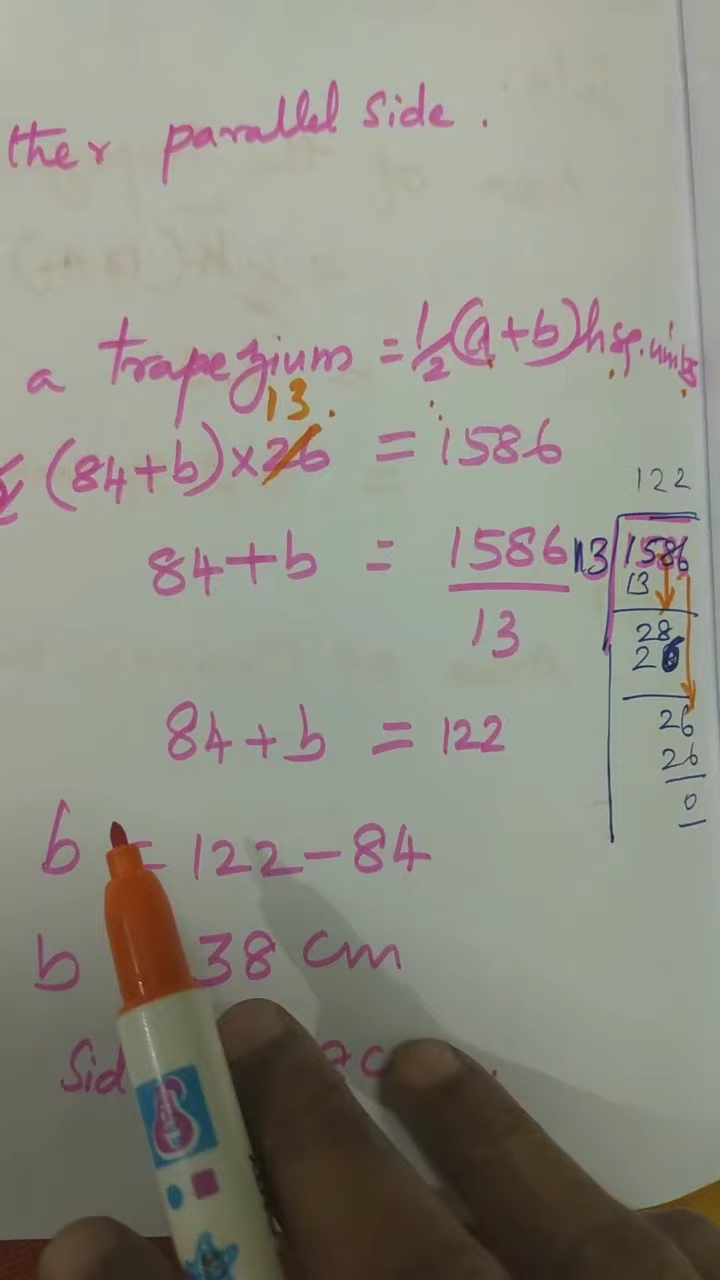 ther parallel side.
a trapezium = 1/2 (a+b) h sq. units
13.
(84+b) × 26 = 1586
84+b = 1586/13
84+b = 122
b = 122 − 84
b 38 cm
Sid
122
13 1586
13
28
26
26
26
0